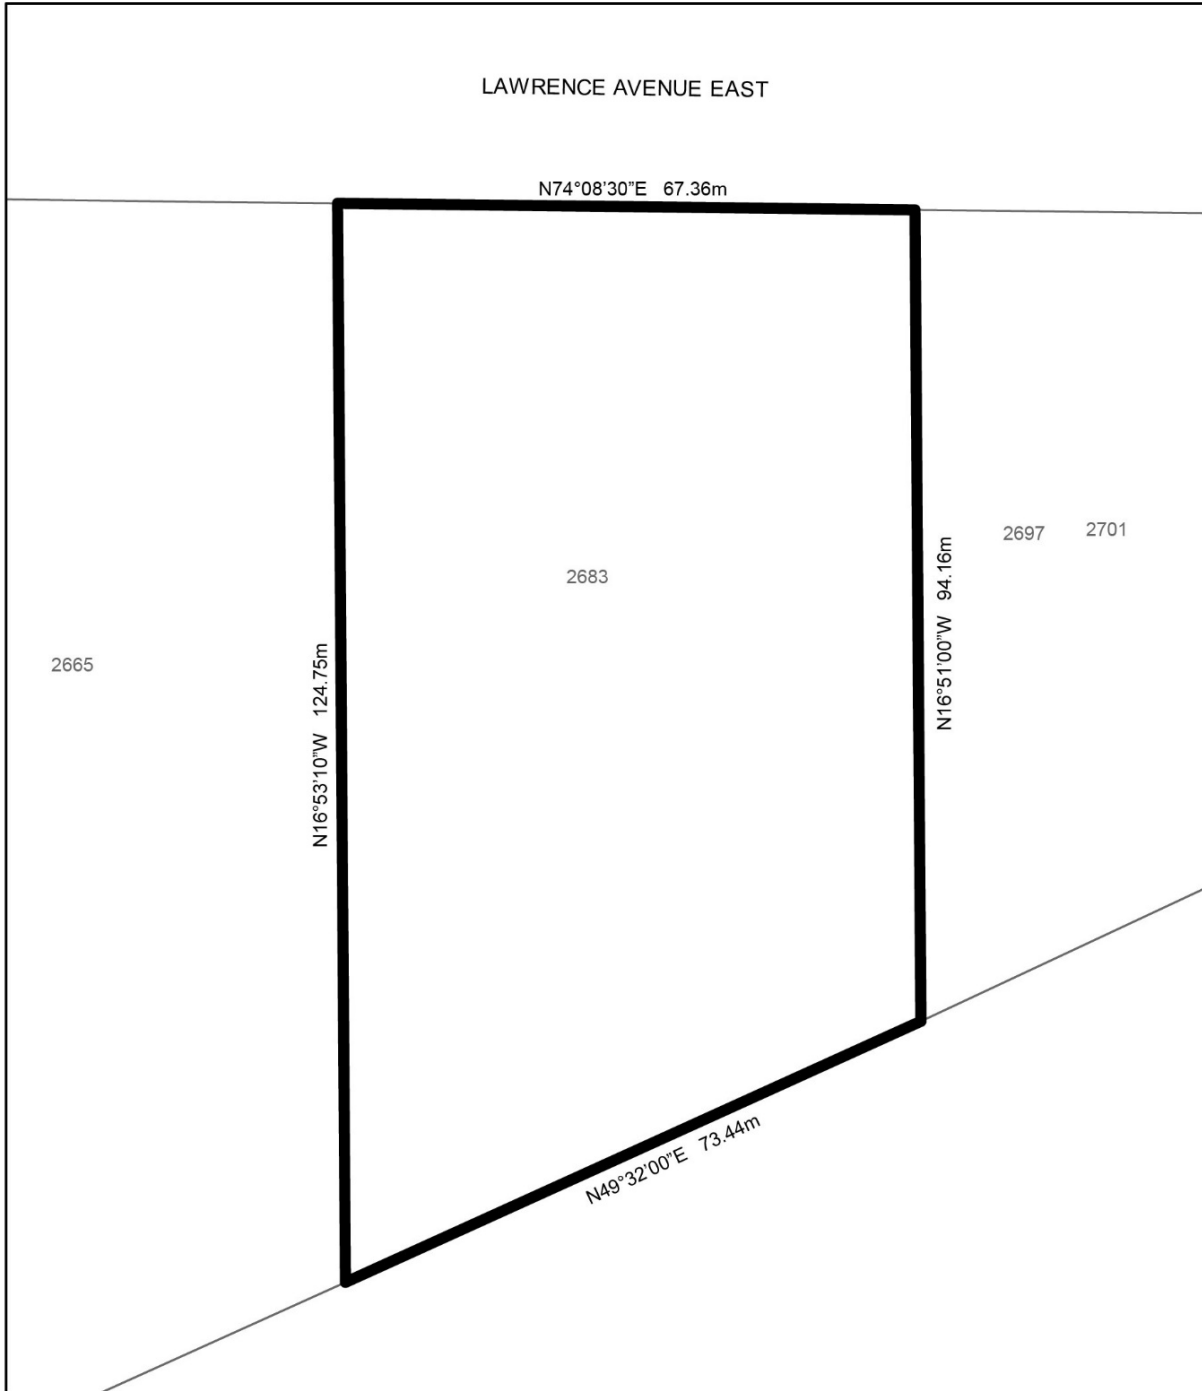 LAWRENCE AVENUE EAST
N74°08'30"E 67.36m
2697 2701
2683
N16°51'00"W 94.16m
2665
N16°53'10"W 124.75m
N49°32'00"E 73.44m